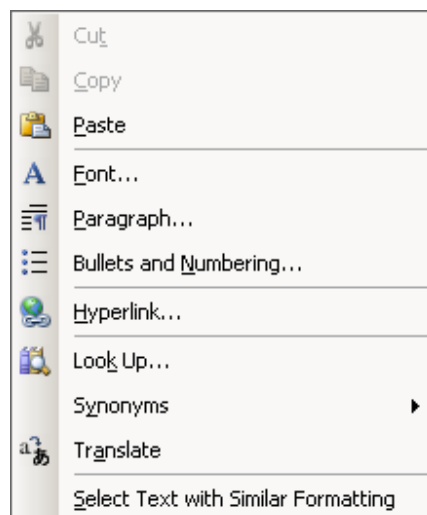 Cut
Copy
Paste
Font...
Paragraph...
Bullets and Numbering...
Hyperlink...
Look Up...
Synonyms
Translate
Select Text with Similar Formatting